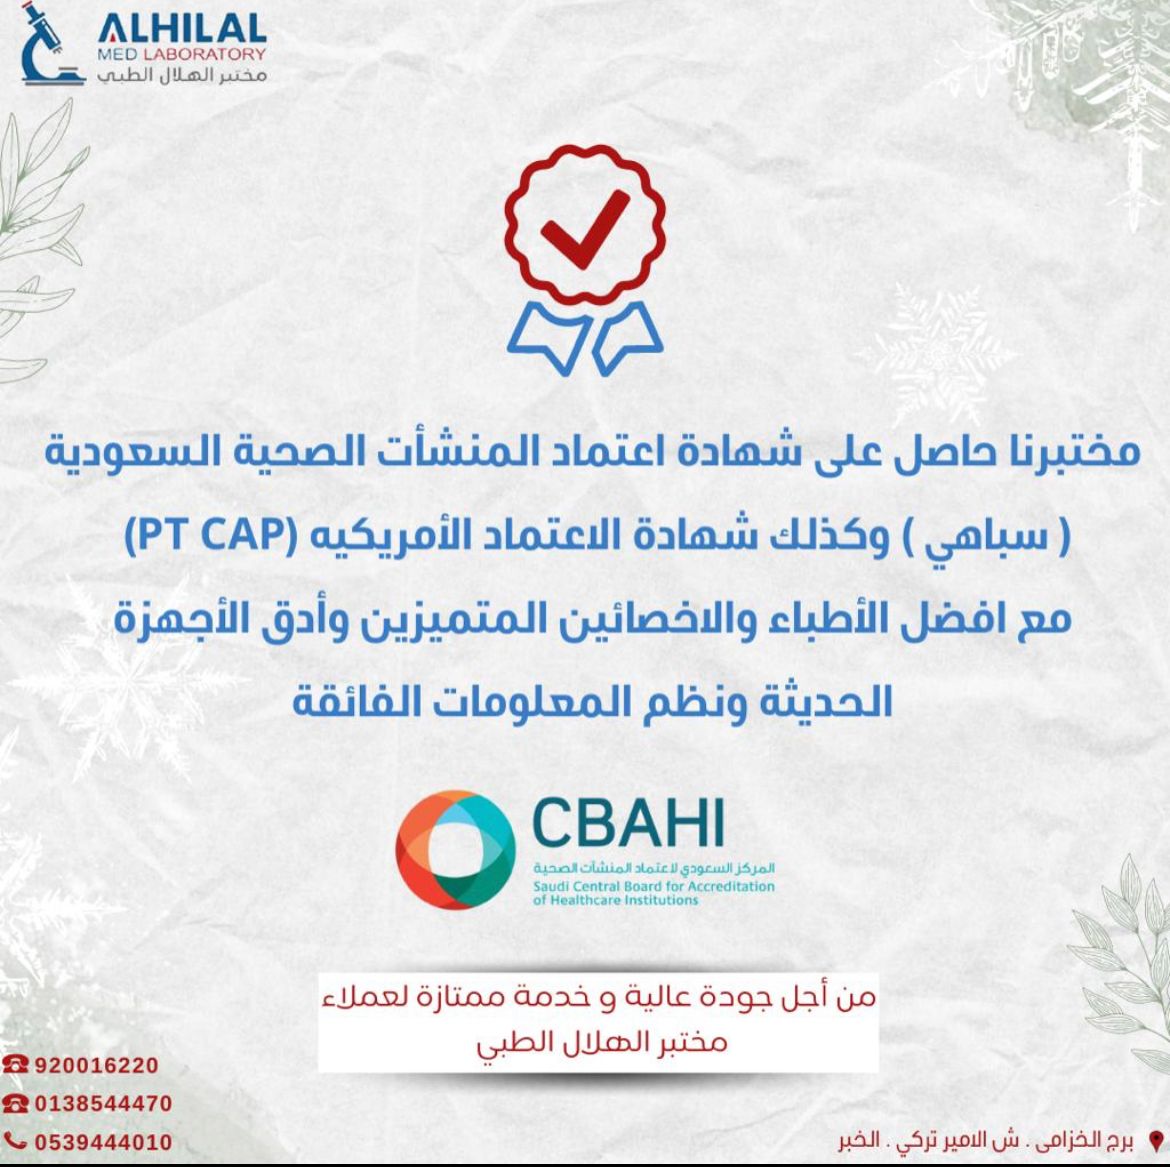 ALHILAL
MED LABORATORY
مختبر الهلال الطبي
مختبرنا حاصل على شهادة اعتماد المنشأت الصحية السعودية
( سباهي ) وكذلك شهادة الاعتماد الأمريكيه (PT CAP)
مع افضل الأطباء والاخصائين المتميزين وأدق الأجهزة
الحديثة ونظم المعلومات الفائقة
CBAHI
المركز السعودي لاعتماد المنشآت الصحية
Saudi Central Board for Accreditation
of Healthcare Institutions
من أجل جودة عالية و خدمة ممتازة لعملاء
مختبر الهلال الطبي
920016220
0138544470
0539444010
برج الخزامى . ش الامير تركي . الخبر